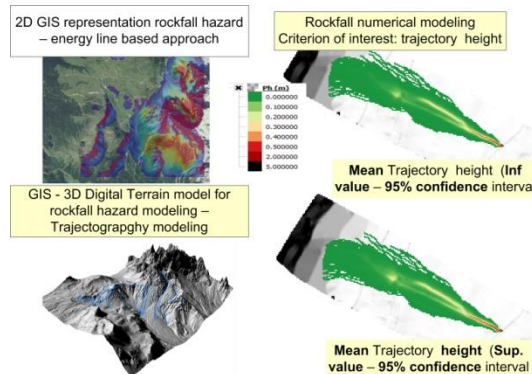 2D GIS representation rockfall hazard
– energy line based approach
Rockfall numerical modeling
Criterion of interest: trajectory height
Ph (m)
0.000000
0.000000
0.200000
0.300000
0.400000
0.500000
2.000000
5.000000
Mean Trajectory height (Inf
value – 95% confidence interva
GIS - 3D Digital Terrain model for
rockfall hazard modeling –
Trajectograpghy modeling
Mean Trajectory height (Sup.
value – 95% confidence interval